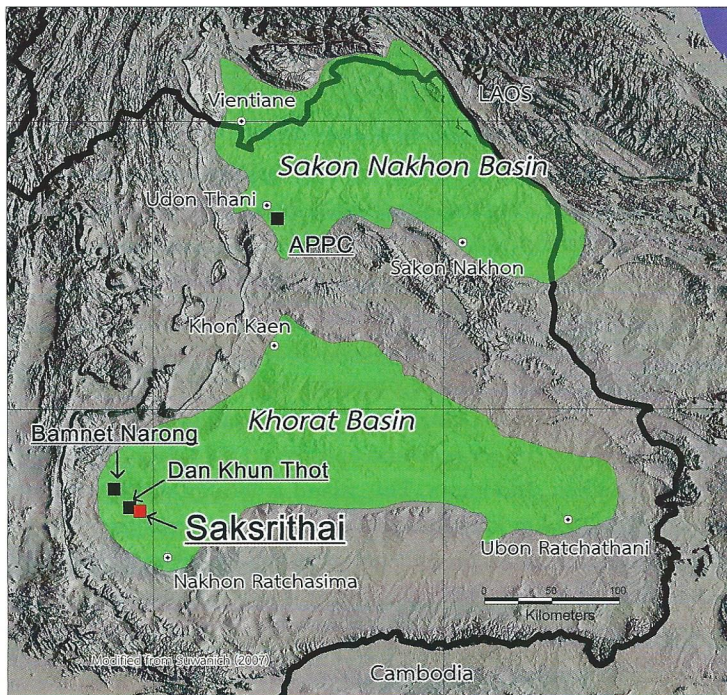 LAOS
Vientiane
Sakon Nakhon Basin
Udon Thani
APPC
Sakon Nakhon
Khon Kaen
Khorat Basin
Bamnet Narong
Dan Khun Thot
Saksrithai
Ubon Ratchathani
Nakhon Ratchasima
0 50 100
Kilometers
Modified from Suwanich (2007)
Cambodia